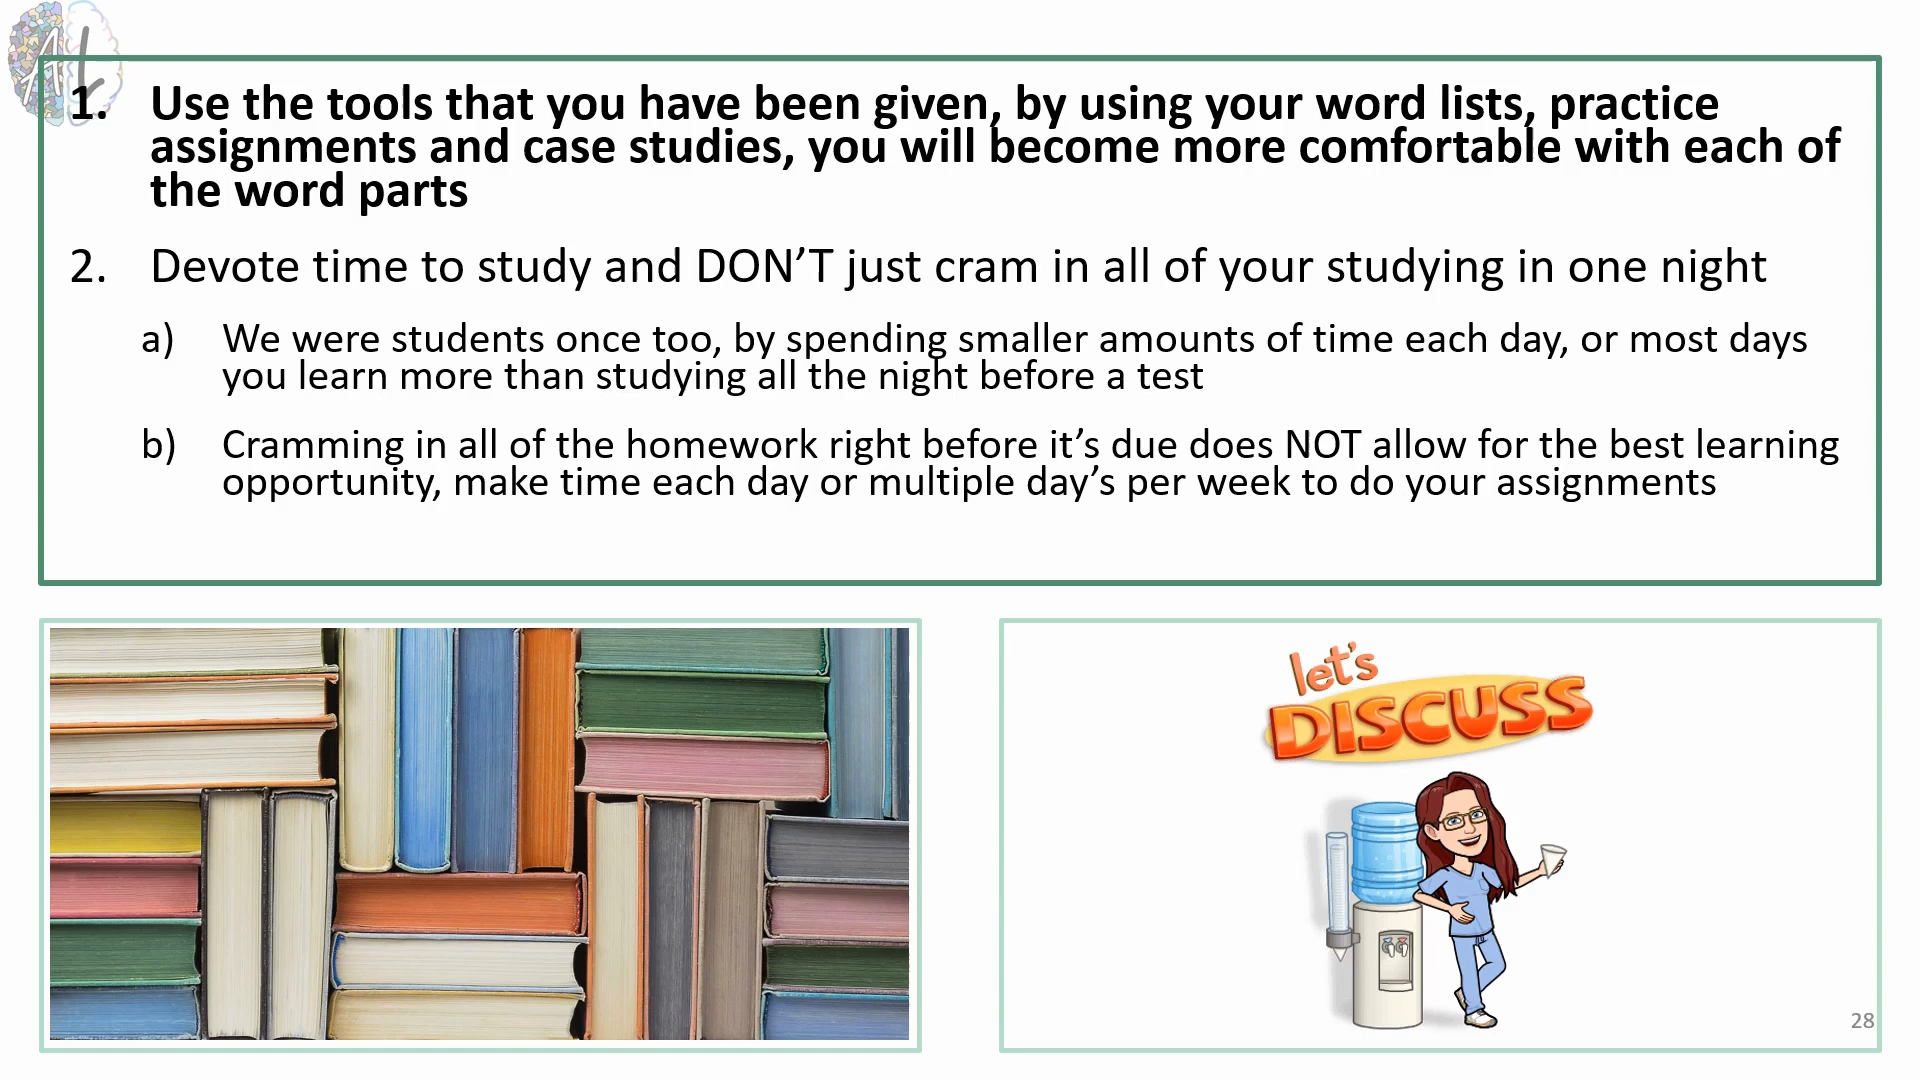 AL
1. Use the tools that you have been given, by using your word lists, practice
assignments and case studies, you will become more comfortable with each of
the word parts
2. Devote time to study and DON’T just cram in all of your studying in one night
a) We were students once too, by spending smaller amounts of time each day, or most days
you learn more than studying all the night before a test
b) Cramming in all of the homework right before it’s due does NOT allow for the best learning
opportunity, make time each day or multiple day’s per week to do your assignments
let's
DISCUSS
28